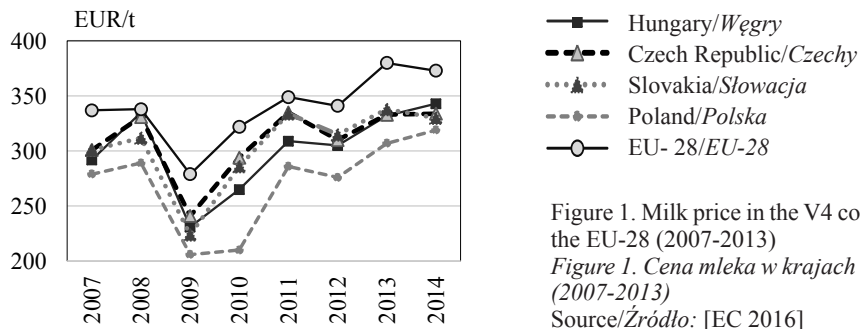 EUR/t
400
350
300
250
200
2007
2008
2009
2010
2011
2012
2013
2014
Hungary/Węgry
Czech Republic/Czechy
Slovakia/Słowacja
Poland/Polska
EU- 28/EU-28
Figure 1. Milk price in the V4 co
the EU-28 (2007-2013)
Figure 1. Cena mleka w krajach
(2007-2013)
Source/Źródło: [EC 2016]